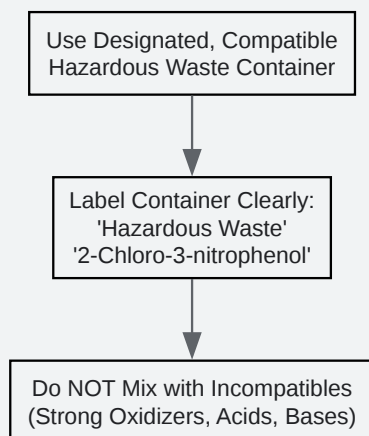 Use Designated, Compatible
Hazardous Waste Container
Label Container Clearly:
'Hazardous Waste'
'2-Chloro-3-nitrophenol'
Do NOT Mix with Incompatibles
(Strong Oxidizers, Acids, Bases)